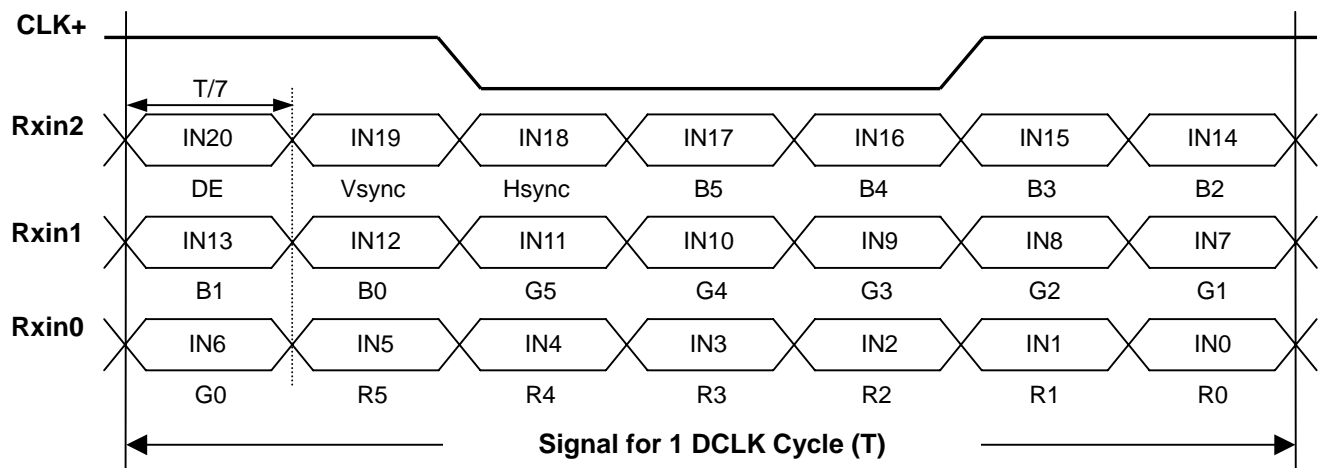 CLK+
T/7
Rxin2 IN20 IN19 IN18 IN17 IN16 IN15 IN14
DE Vsync Hsync B5 B4 B3 B2
Rxin1 IN13 IN12 IN11 IN10 IN9 IN8 IN7
B1 B0 G5 G4 G3 G2 G1
Rxin0 IN6 IN5 IN4 IN3 IN2 IN1 IN0
G0 R5 R4 R3 R2 R1 R0
Signal for 1 DCLK Cycle (T)